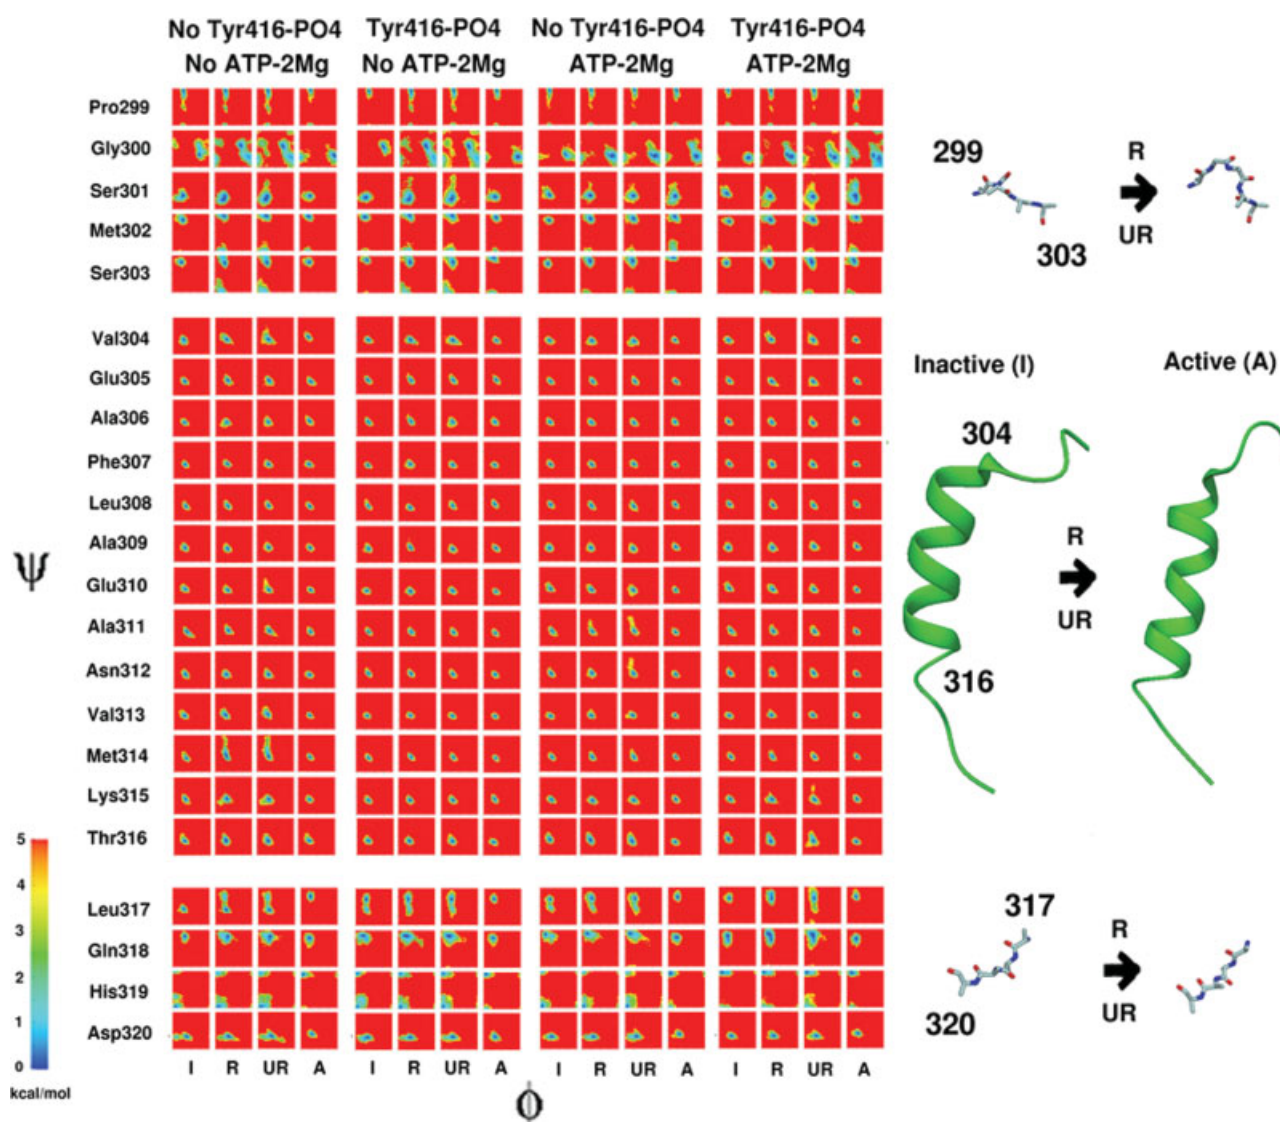 No Tyr416-PO4 Tyr416-PO4 No Tyr416-PO4 Tyr416-PO4
No ATP-2Mg No ATP-2Mg ATP-2Mg ATP-2Mg
Pro299
Gly300
Ser301
Met302
Ser303
299
R
UR
303
Val304
Glu305
Ala306
Phe307
Leu308
Ala309
Glu310
Ala311
Asn312
Val313
Met314
Lys315
Thr316
Inactive (I) Active (A)
304
R
UR
316
Ψ
5
4
3
2
1
0
kcal/mol
Leu317
Gln318
His319
Asp320
317
R
UR
320
I R UR A I R UR A I R UR A I R UR A
Φ